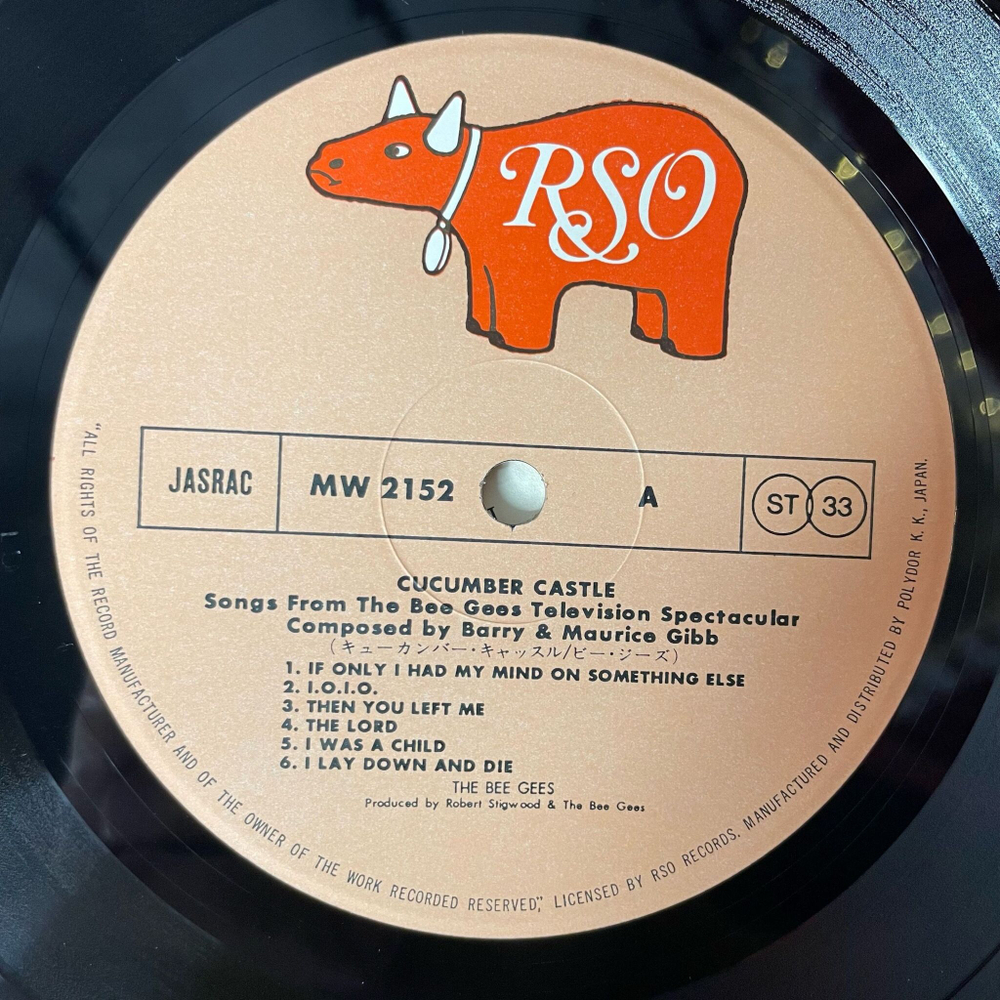 RSO
JASRAC
MW 2152
A
ST 33
CUCUMBER CASTLE
Songs From The Bee Gees Television Spectacular
Composed by Barry & Maurice Gibb
(キューカンバー・キャッスル/ビー・ジーズ)
1. IF ONLY I HAD MY MIND ON SOMETHING ELSE
2. I.O.I.O.
3. THEN YOU LEFT ME
4. THE LORD
5. I WAS A CHILD
6. I LAY DOWN AND DIE
THE BEE GEES
Produced by Robert Stigwood & The Bee Gees
"ALL RIGHTS OF THE RECORD MANUFACTURER AND OF THE OWNER OF THE WORK RECORDED RESERVED," LICENSED BY RSO RECORDS. MANUFACTURED AND DISTRIBUTED BY POLYDOR K. K., JAPAN.